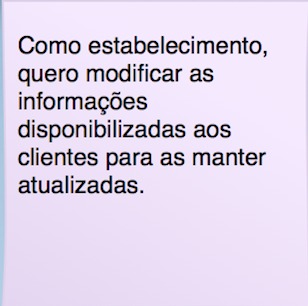 Como estabelecimento,
quero modificar as
informações
disponibilizadas aos
clientes para as manter
atualizadas.